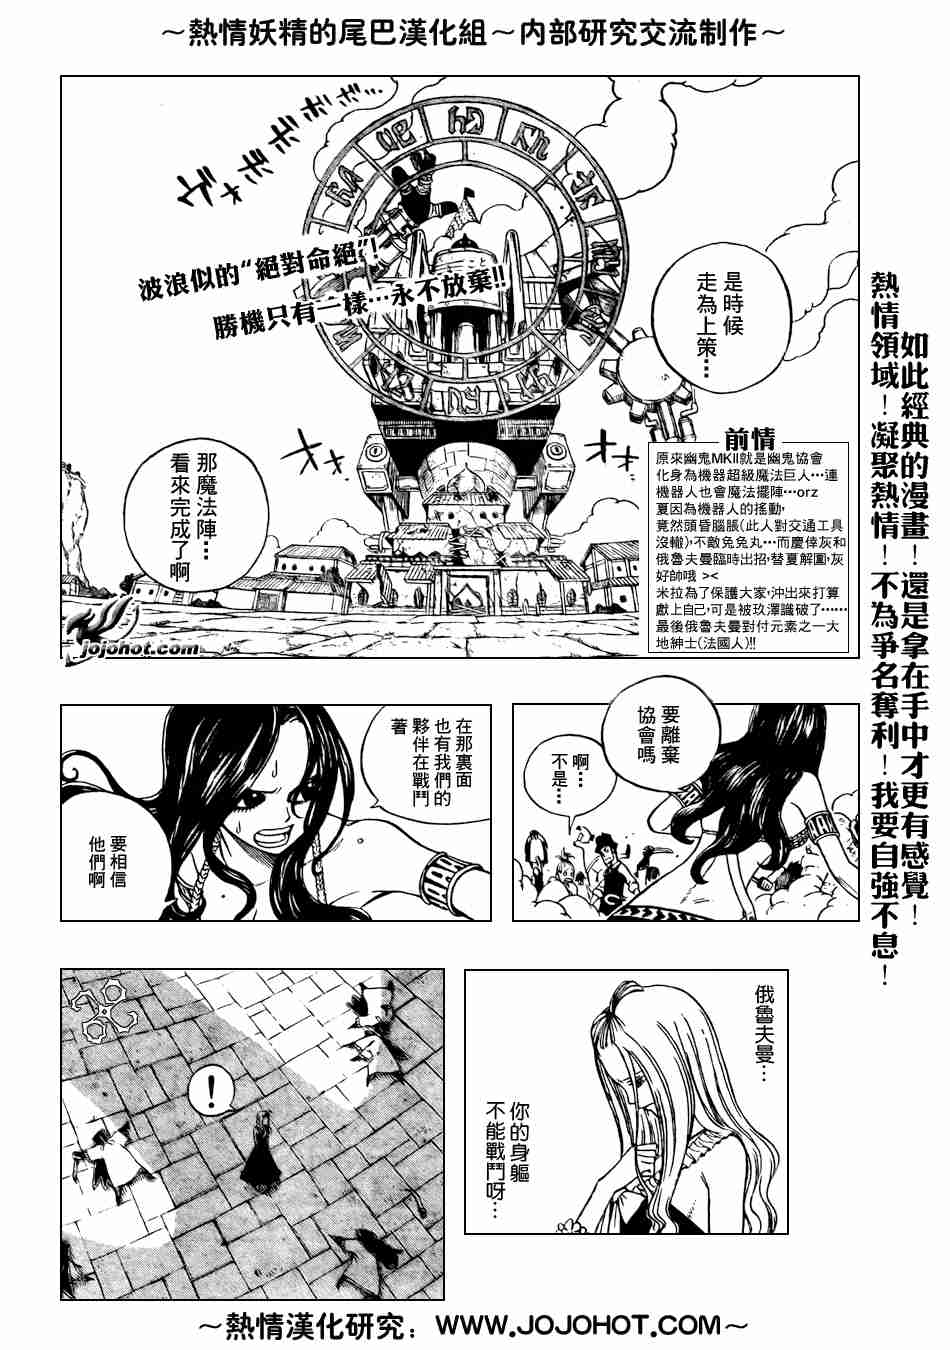 ～熱情妖精的尾巴漢化組～内部研究交流制作～
波浪似的“絕對命絕”!
勝機只有一樣…永不放棄!!
是時候
走為上策…
那魔法陣…
看來完成了啊
前情
原來幽鬼MKII就是幽鬼協會
化身為機器超級魔法巨人…連
機器人也會魔法擺陣…orz
夏因為機器人的搖動,
竟然頭昏腦脹(此人對交通工具
沒轍),不敵兔兔丸…而慶倖灰和
俄魯夫曼臨時出招,替夏解圍,灰
好帥哦 ><
米拉為了保護大家,沖出來打算
獻上自己,可是被玖澤識破了……
最後俄魯夫曼對付元素之一大
地紳士(法國人)!!
jojohot.com
如此經典的漫畫！還是拿在手中才更有感覺！
熱情領域！凝聚熱情！不為爭名奪利！我要自強不息！
要離棄
協會嗎
啊…
不是…
在那裏面
也有我們的
夥伴在戰鬥
著
要相信
他們啊
俄魯夫曼…
你的身軀
不能戰鬥呀…
!
～熱情漢化研究：WWW.JOJOHOT.COM～